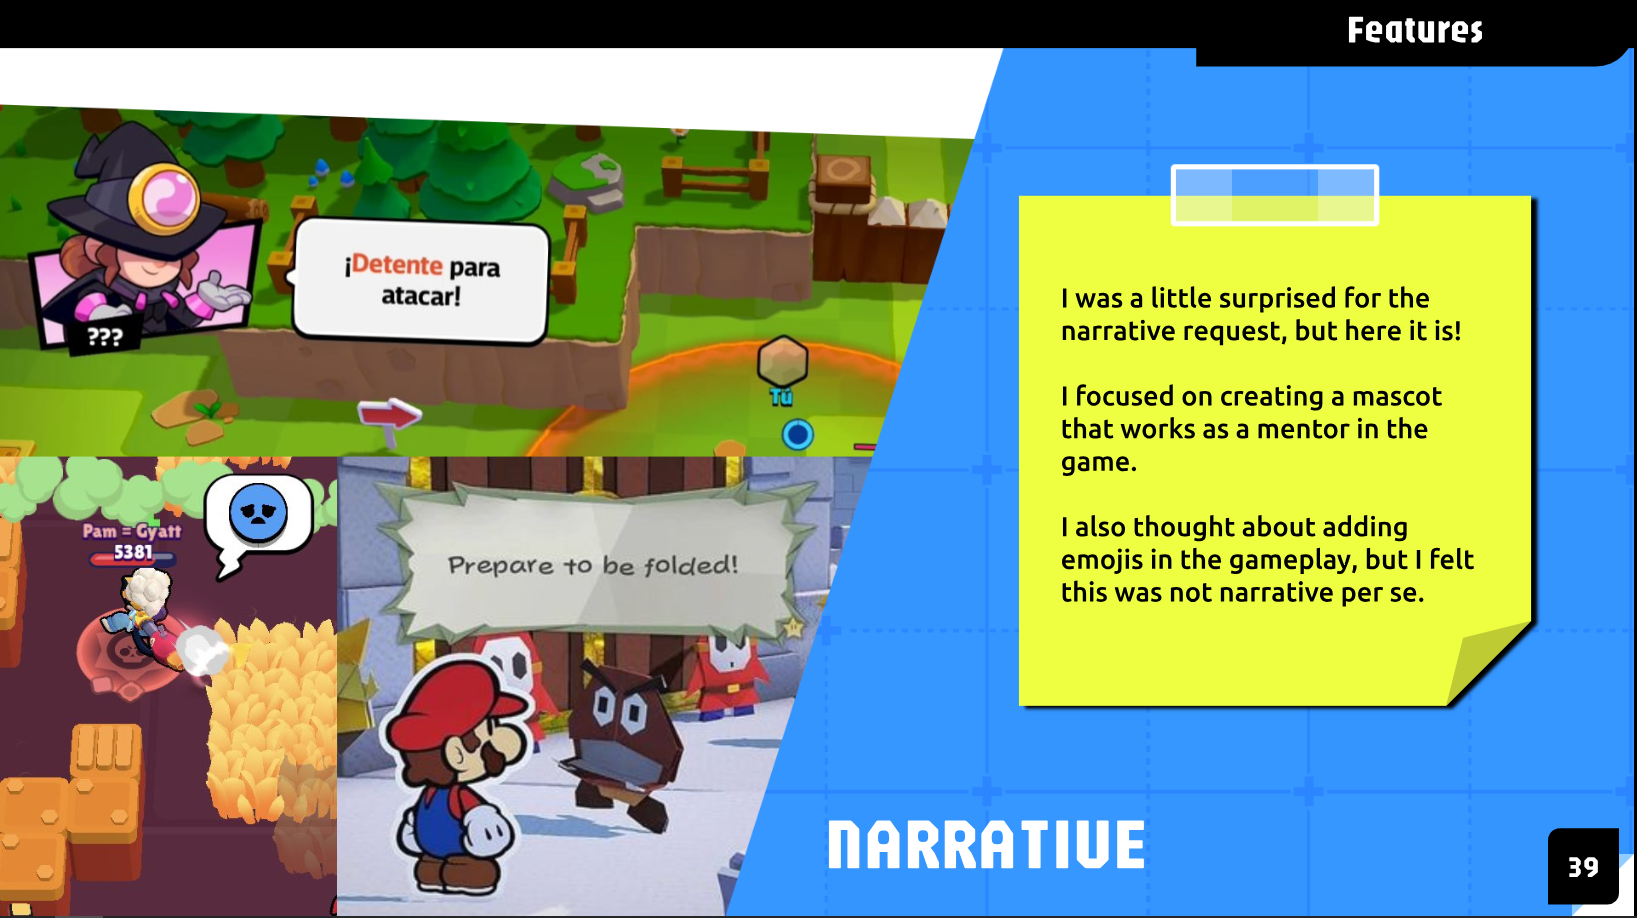 Features
¡Detente para
atacar!
???
Tú
Pam = Gyatt
5381
Prepare to be folded!
I was a little surprised for the
narrative request, but here it is!
I focused on creating a mascot
that works as a mentor in the
game.
I also thought about adding
emojis in the gameplay, but I felt
this was not narrative per se.
NARRATIVE
39